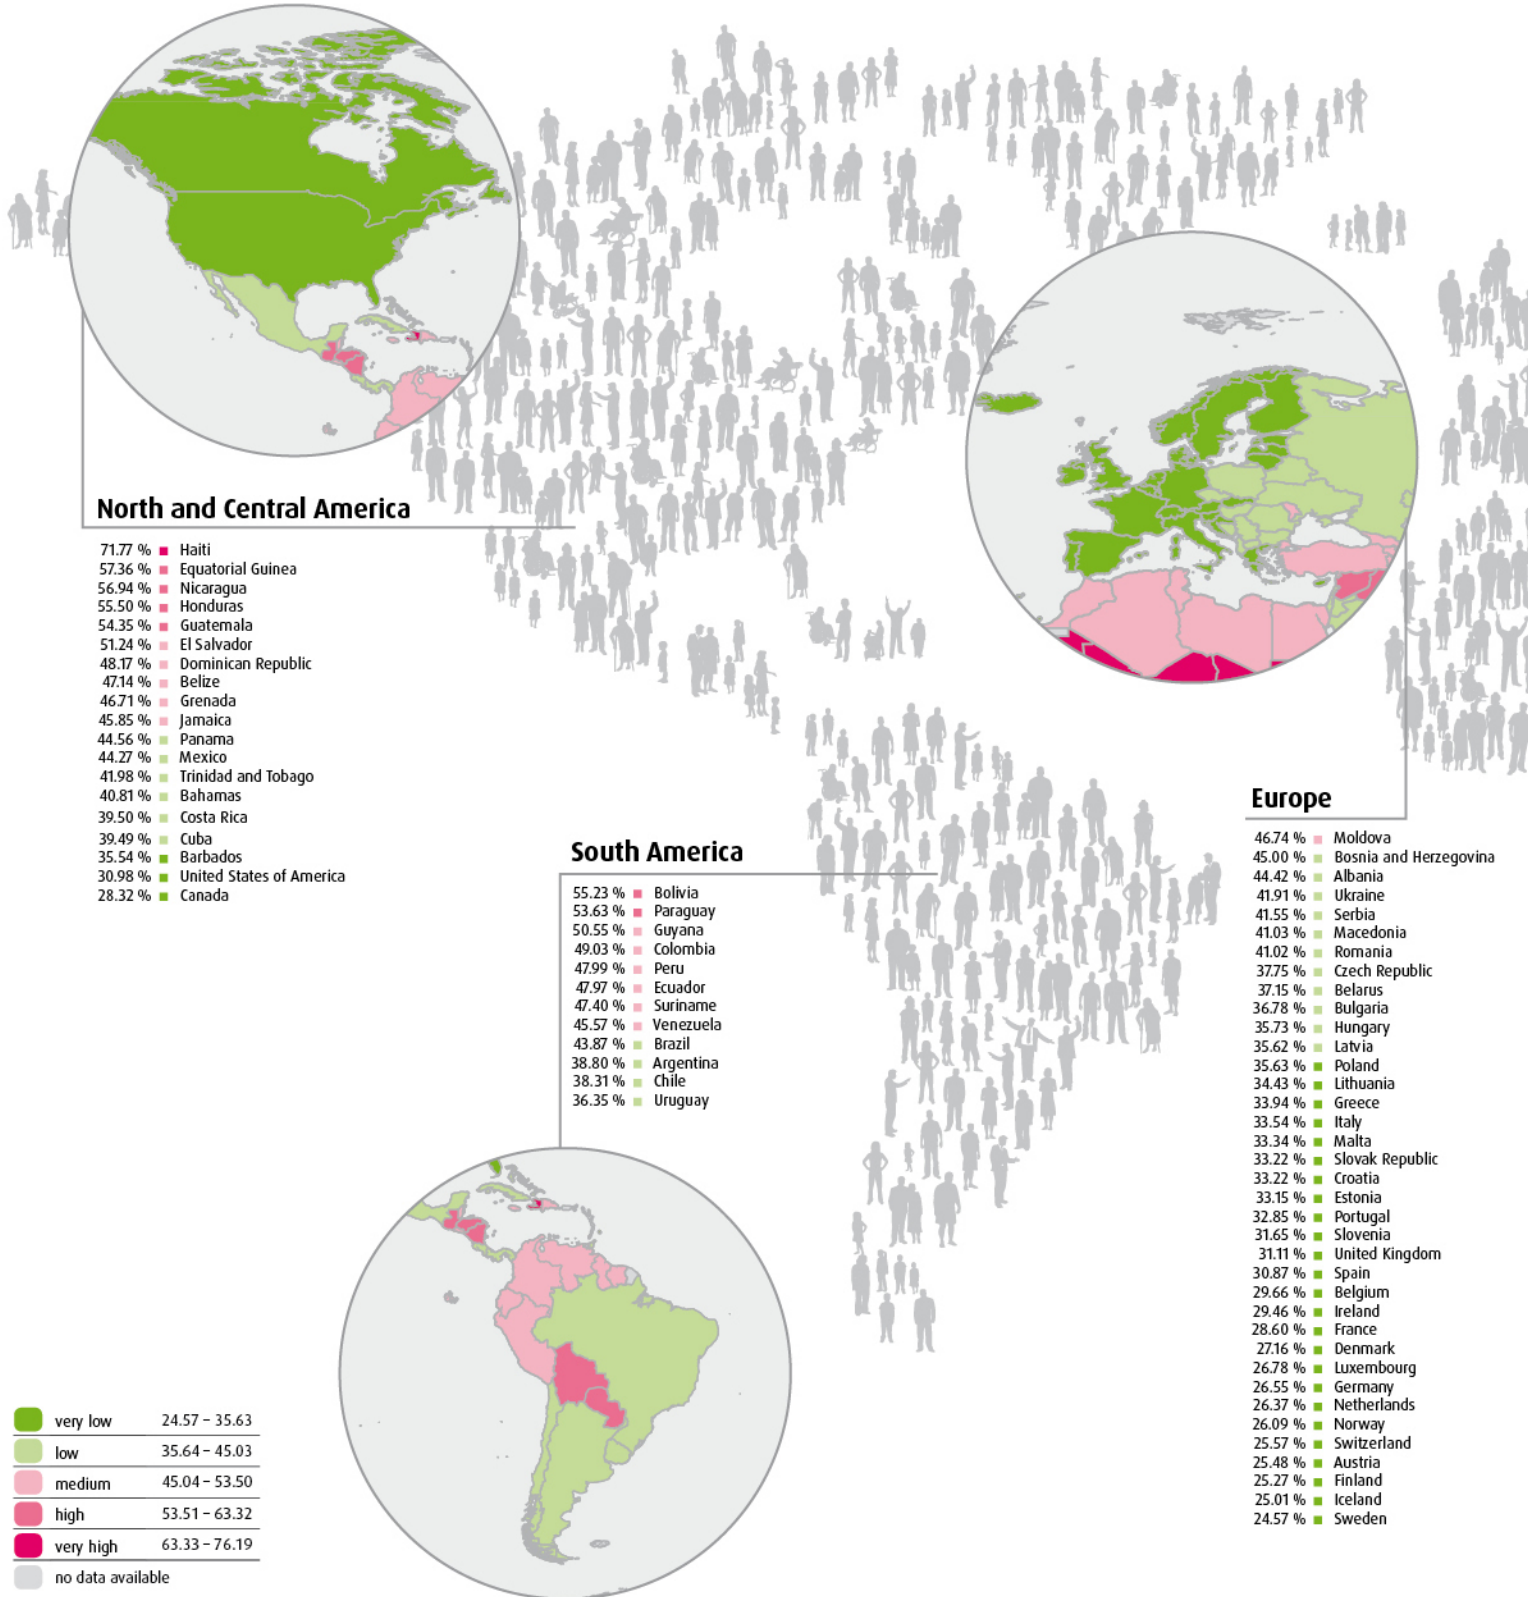 North and Central America
71.77 % Haiti
57.36 % Equatorial Guinea
56.94 % Nicaragua
55.50 % Honduras
54.35 % Guatemala
51.24 % El Salvador
48.17 % Dominican Republic
47.14 % Belize
46.71 % Grenada
45.85 % Jamaica
44.56 % Panama
44.27 % Mexico
41.98 % Trinidad and Tobago
40.81 % Bahamas
39.50 % Costa Rica
39.49 % Cuba
35.54 % Barbados
30.98 % United States of America
28.32 % Canada
South America
55.23 % Bolivia
53.63 % Paraguay
50.55 % Guyana
49.03 % Colombia
47.99 % Peru
47.97 % Ecuador
47.40 % Suriname
45.57 % Venezuela
43.87 % Brazil
38.80 % Argentina
38.31 % Chile
36.35 % Uruguay
Europe
46.74 % Moldova
45.00 % Bosnia and Herzegovina
44.42 % Albania
41.91 % Ukraine
41.55 % Serbia
41.03 % Macedonia
41.02 % Romania
37.75 % Czech Republic
37.15 % Belarus
36.78 % Bulgaria
35.73 % Hungary
35.62 % Latvia
35.63 % Poland
34.43 % Lithuania
33.94 % Greece
33.54 % Italy
33.34 % Malta
33.22 % Slovak Republic
33.22 % Croatia
33.15 % Estonia
32.85 % Portugal
31.65 % Slovenia
31.11 % United Kingdom
30.87 % Spain
29.66 % Belgium
29.46 % Ireland
28.60 % France
27.16 % Denmark
26.78 % Luxembourg
26.55 % Germany
26.37 % Netherlands
26.09 % Norway
25.57 % Switzerland
25.48 % Austria
25.27 % Finland
25.01 % Iceland
24.57 % Sweden
very low 24.57 – 35.63
low 35.64 – 45.03
medium 45.04 – 53.50
high 53.51 – 63.32
very high 63.33 – 76.19
no data available